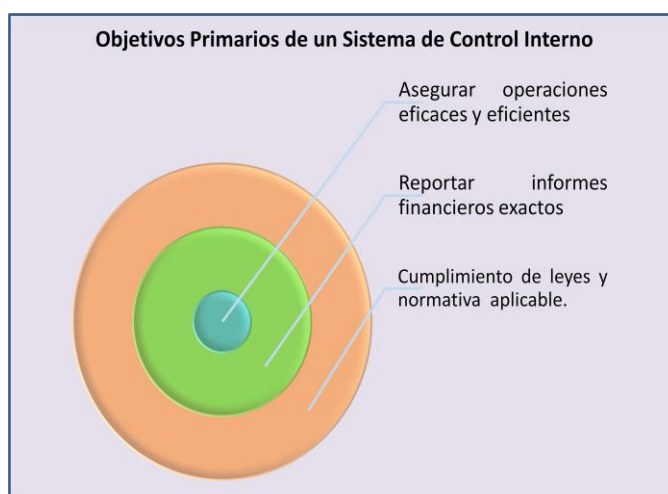 Objetivos Primarios de un Sistema de Control Interno
Asegurar operaciones
eficaces y eficientes
Reportar informes
financieros exactos
Cumplimiento de leyes y
normativa aplicable.